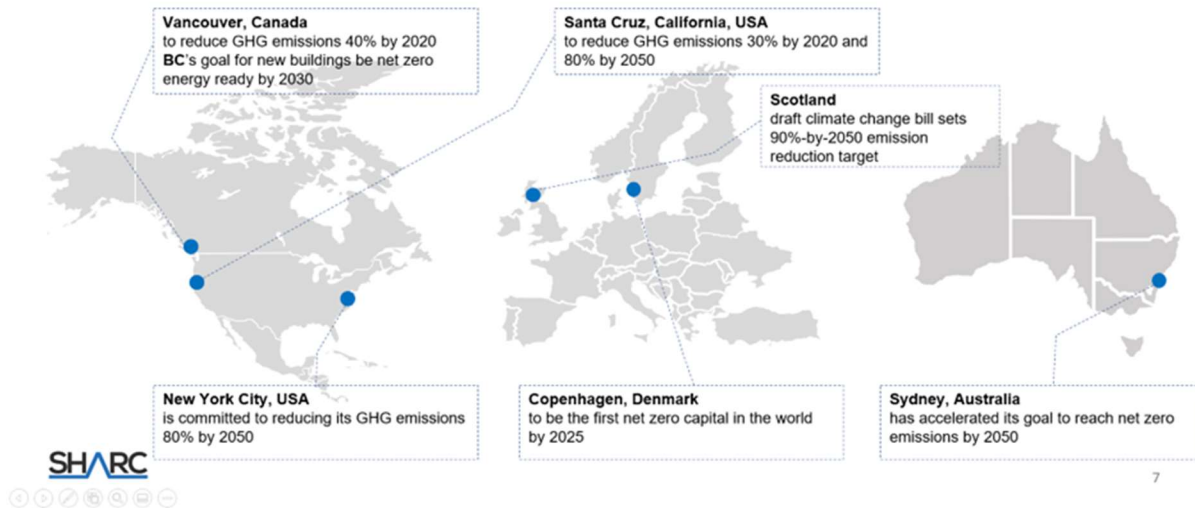 Vancouver, Canada
to reduce GHG emissions 40% by 2020
BC's goal for new buildings be net zero
energy ready by 2030
Santa Cruz, California, USA
to reduce GHG emissions 30% by 2020 and
80% by 2050
Scotland
draft climate change bill sets
90%-by-2050 emission
reduction target
New York City, USA
is committed to reducing its GHG emissions
80% by 2050
Copenhagen, Denmark
to be the first net zero capital in the world
by 2025
Sydney, Australia
has accelerated its goal to reach net zero
emissions by 2050
SHARC
7